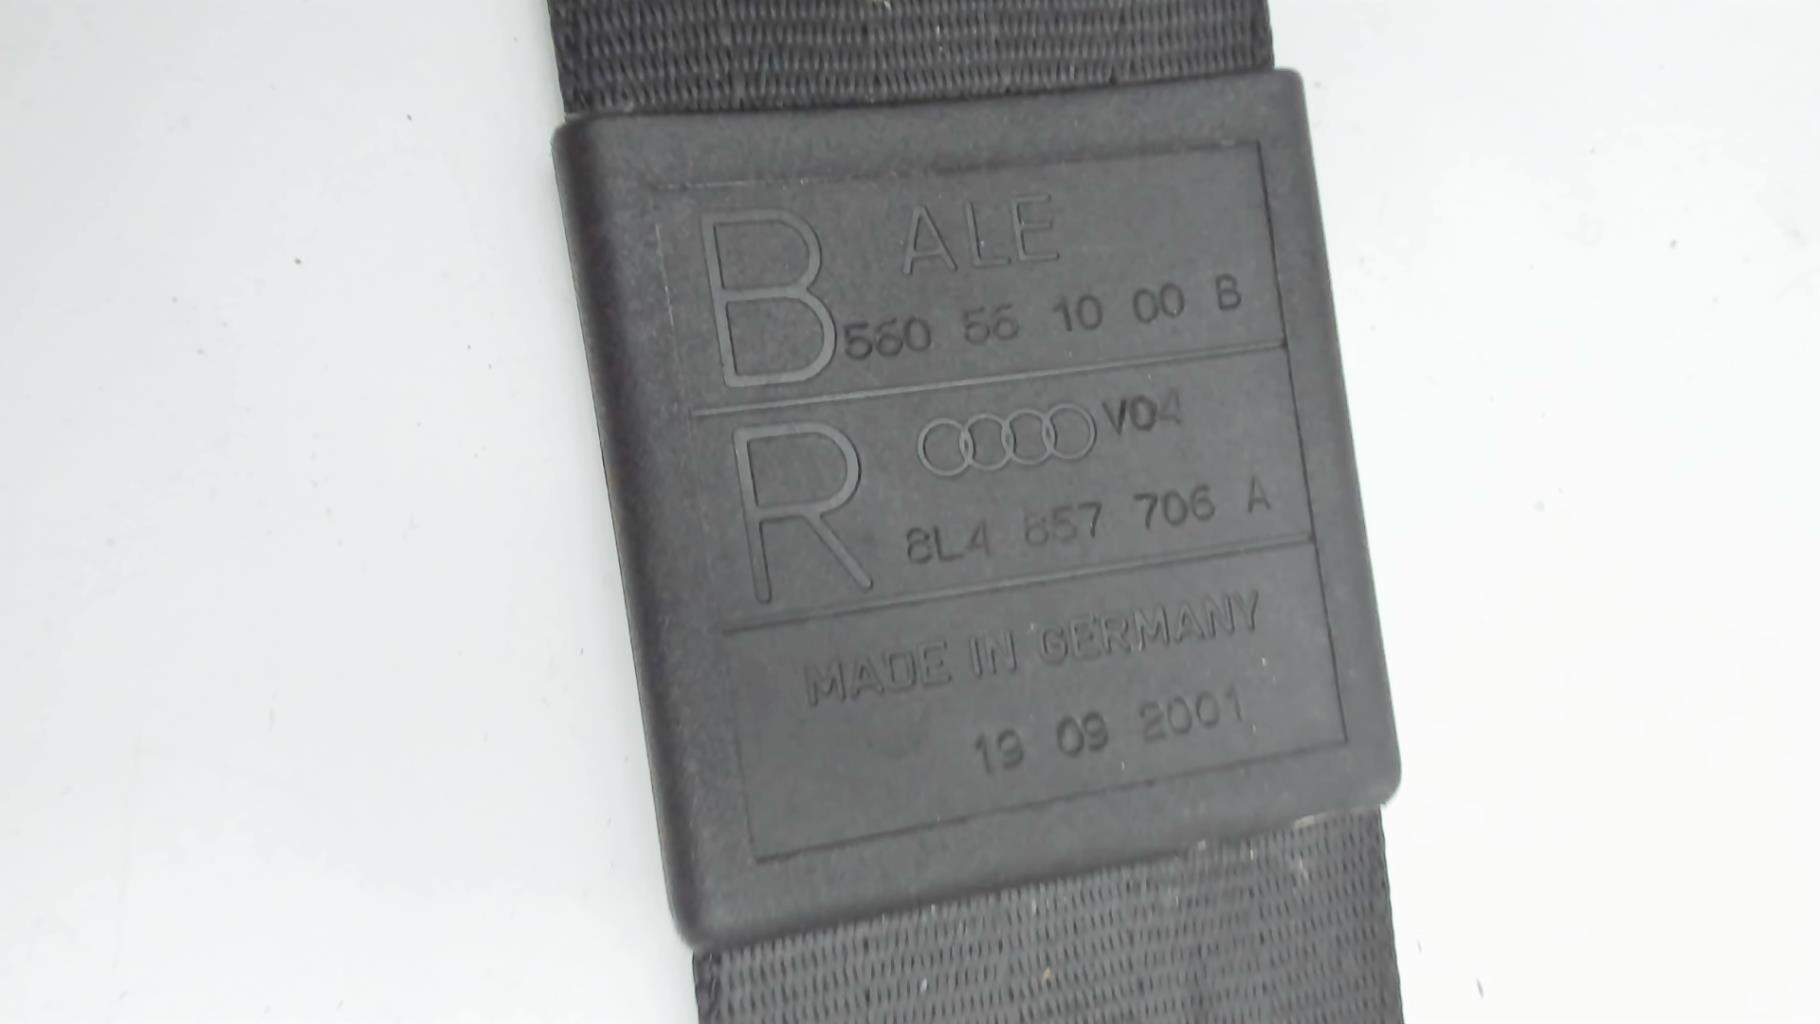 B ALE
560 56 10 00 B
R V04
8L4 857 706 A
MADE IN GERMANY
19 09 2001